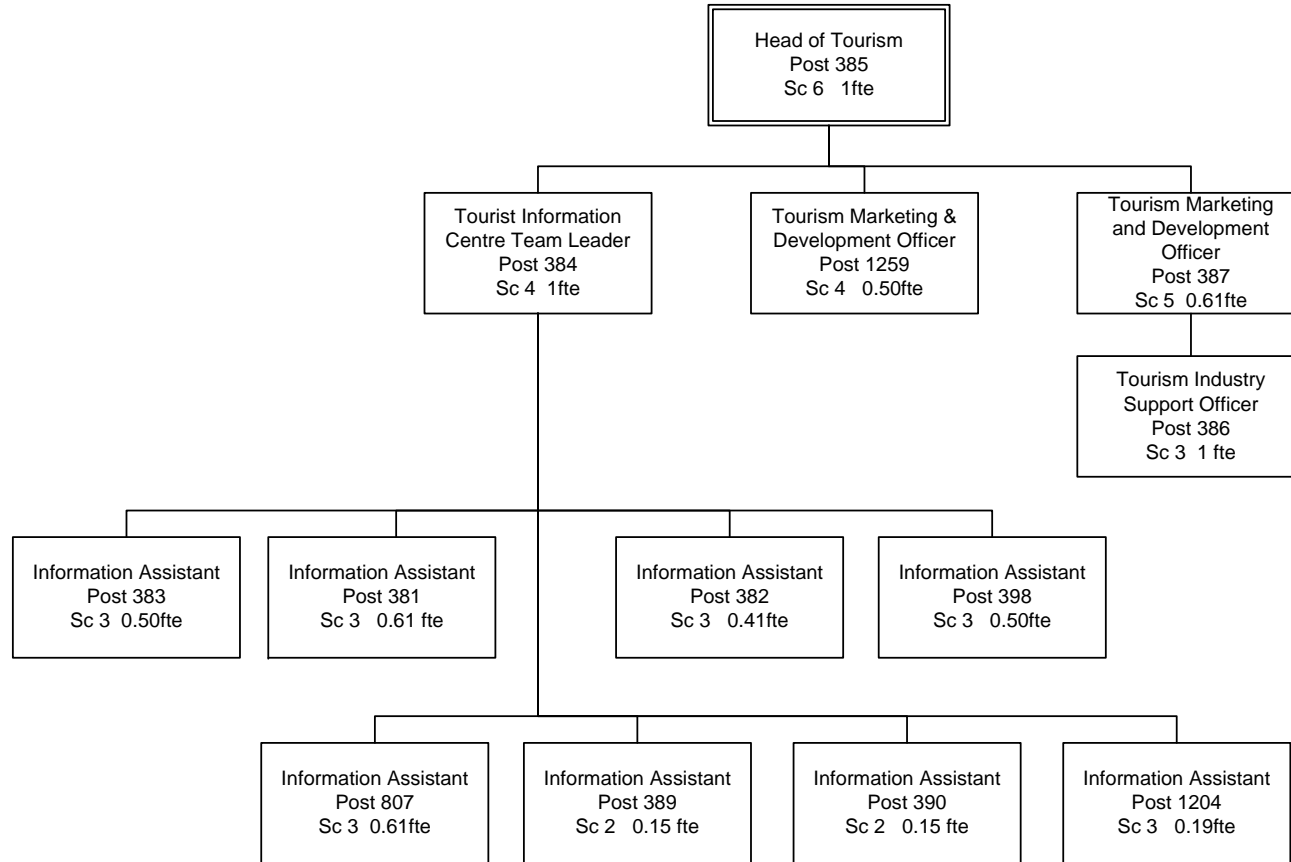 Head of Tourism
Post 385
Sc 6 1fte
Tourist Information
Centre Team Leader
Post 384
Sc 4 1fte
Tourism Marketing &
Development Officer
Post 1259
Sc 4 0.50fte
Tourism Marketing
and Development
Officer
Post 387
Sc 5 0.61fte
Tourism Industry
Support Officer
Post 386
Sc 3 1 fte
Information Assistant
Post 383
Sc 3 0.50fte
Information Assistant
Post 381
Sc 3 0.61 fte
Information Assistant
Post 382
Sc 3 0.41fte
Information Assistant
Post 398
Sc 3 0.50fte
Information Assistant
Post 807
Sc 3 0.61fte
Information Assistant
Post 389
Sc 2 0.15 fte
Information Assistant
Post 390
Sc 2 0.15 fte
Information Assistant
Post 1204
Sc 3 0.19fte